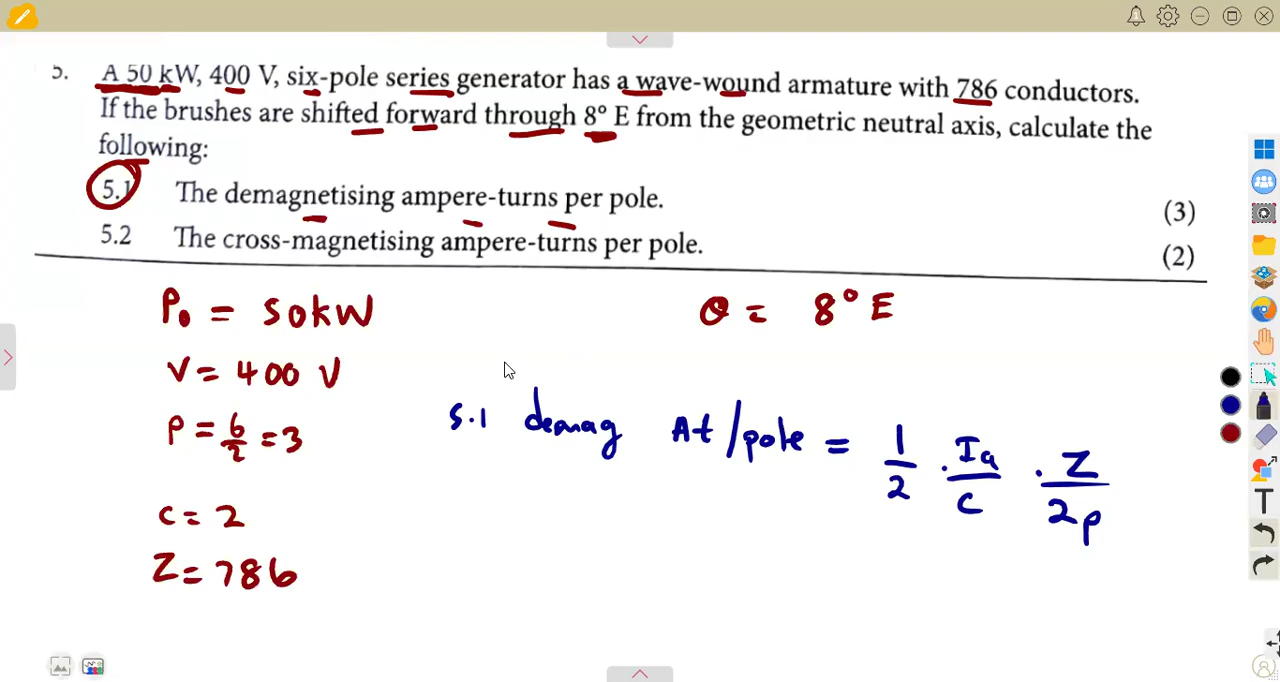 5. A 50 kW, 400 V, six-pole series generator has a wave-wound armature with 786 conductors.
If the brushes are shifted forward through 8° E from the geometric neutral axis, calculate the
following:
5.1 The demagnetising ampere-turns per pole. (3)
5.2 The cross-magnetising ampere-turns per pole. (2)
P₀ = 50kW
θ = 8° E
V = 400 V
P = 6/2 = 3
5.1 demag At/pole = 1/2 · Ia/c · Z/2p
c = 2
Z = 786
T